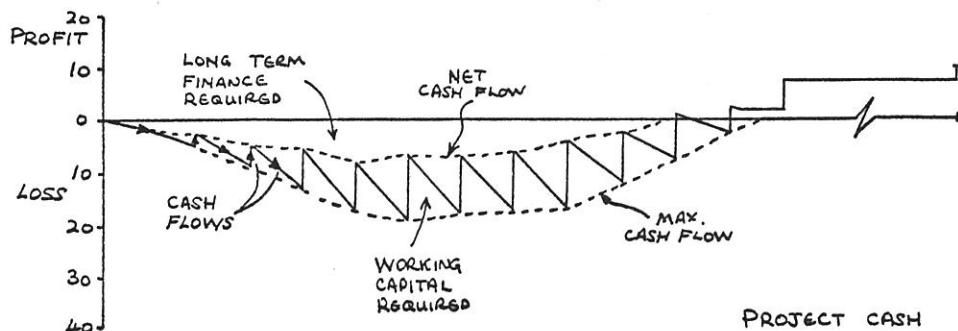 20
PROFIT
10
0
LOSS
10
20
30
40
LONG TERM
FINANCE
REQUIRED
NET
CASH FLOW
CASH
FLOWS
WORKING
CAPITAL
REQUIRED
MAX.
CASH FLOW
PROJECT CASH